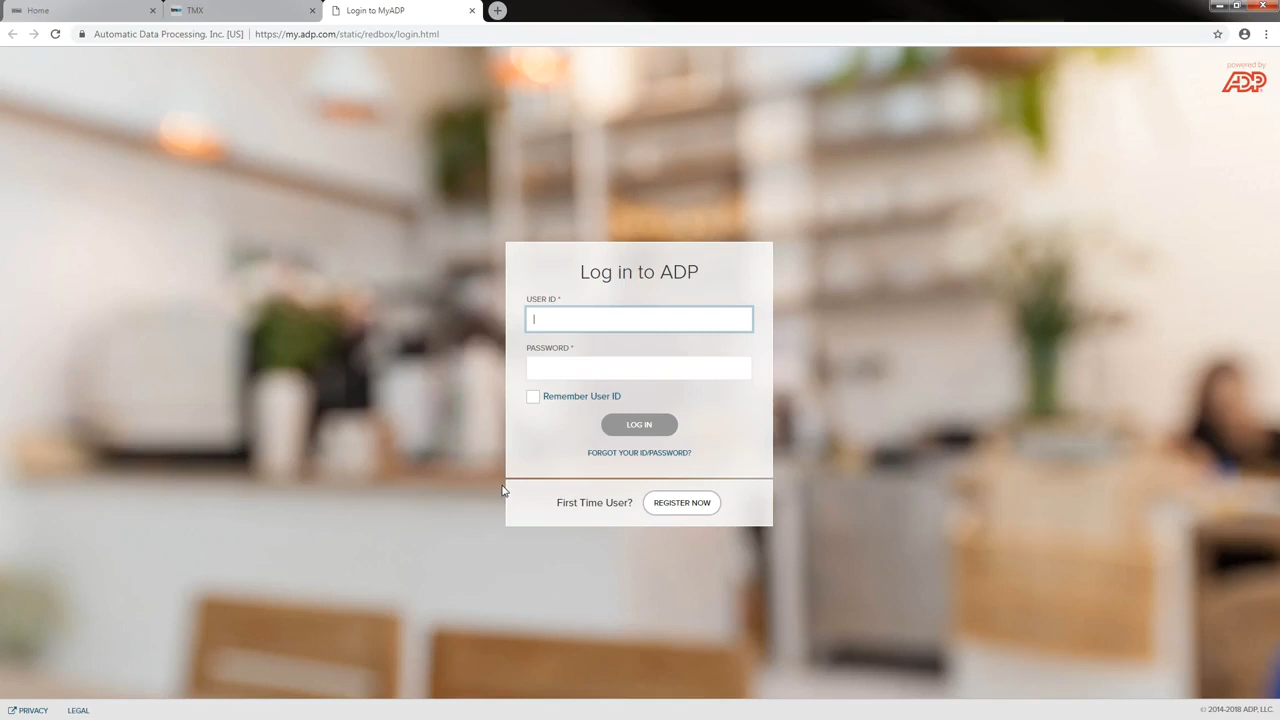 Home
TMX
Login to MyADP
Automatic Data Processing, Inc. [US] https://my.adp.com/static/redbox/login.html
powered by
ADP
Log in to ADP
USER ID *
PASSWORD *
Remember User ID
LOG IN
FORGOT YOUR ID/PASSWORD?
First Time User? REGISTER NOW
PRIVACY LEGAL © 2014-2018 ADP, LLC.